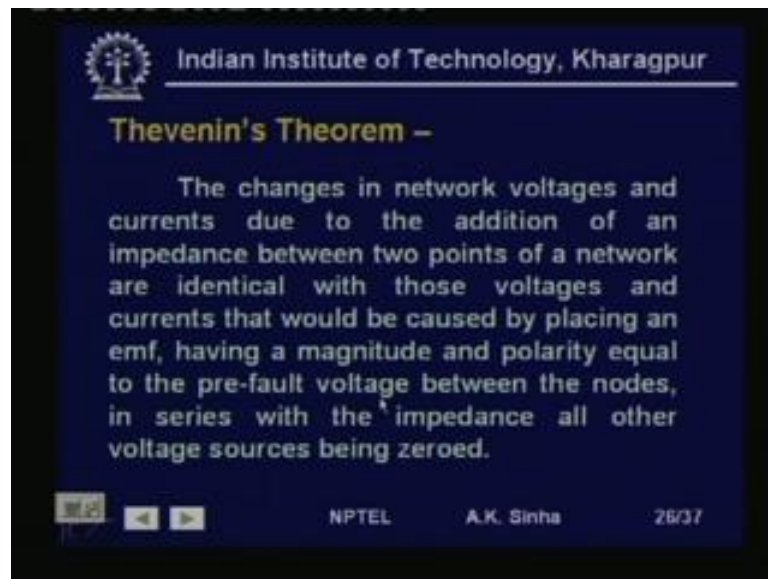 Indian Institute of Technology, Kharagpur
Thevenin's Theorem –
The changes in network voltages and
currents due to the addition of an
impedance between two points of a network
are identical with those voltages and
currents that would be caused by placing an
emf, having a magnitude and polarity equal
to the pre-fault voltage between the nodes,
in series with the impedance all other
voltage sources being zeroed.
NPTEL A.K. Sinha 26/37